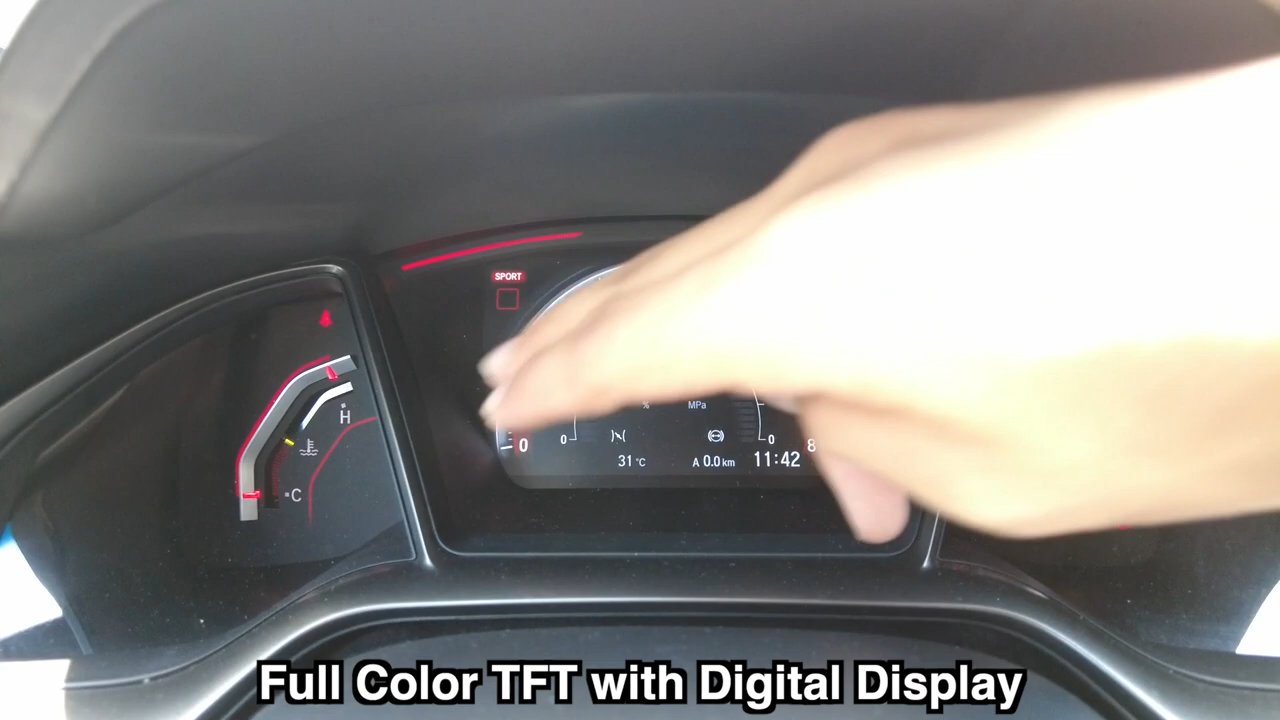 SPORT
H
C
% MPa
0 0 0 8
31 °C A 0.0 km 11:42
Full Color TFT with Digital Display